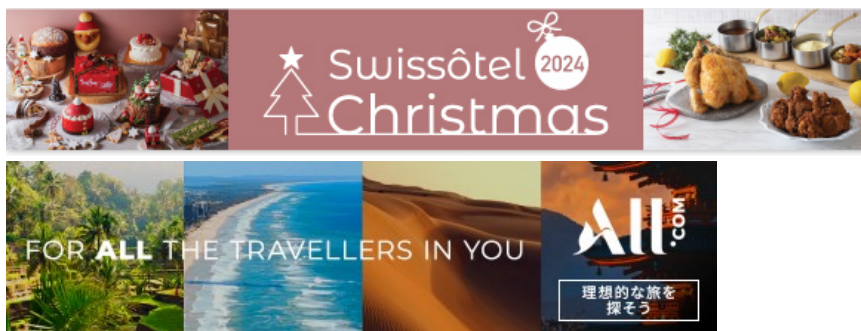 Swissôtel 2024
Christmas
FOR ALL THE TRAVELLERS IN YOU
ALL.COM
理想的な旅を
探そう